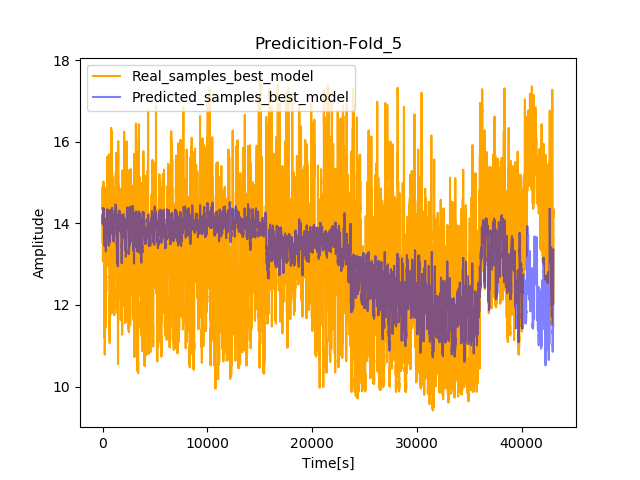 Predicition-Fold_5
Real_samples_best_model
Predicted_samples_best_model
18
16
14
12
10
Amplitude
0
10000
20000
30000
40000
Time[s]